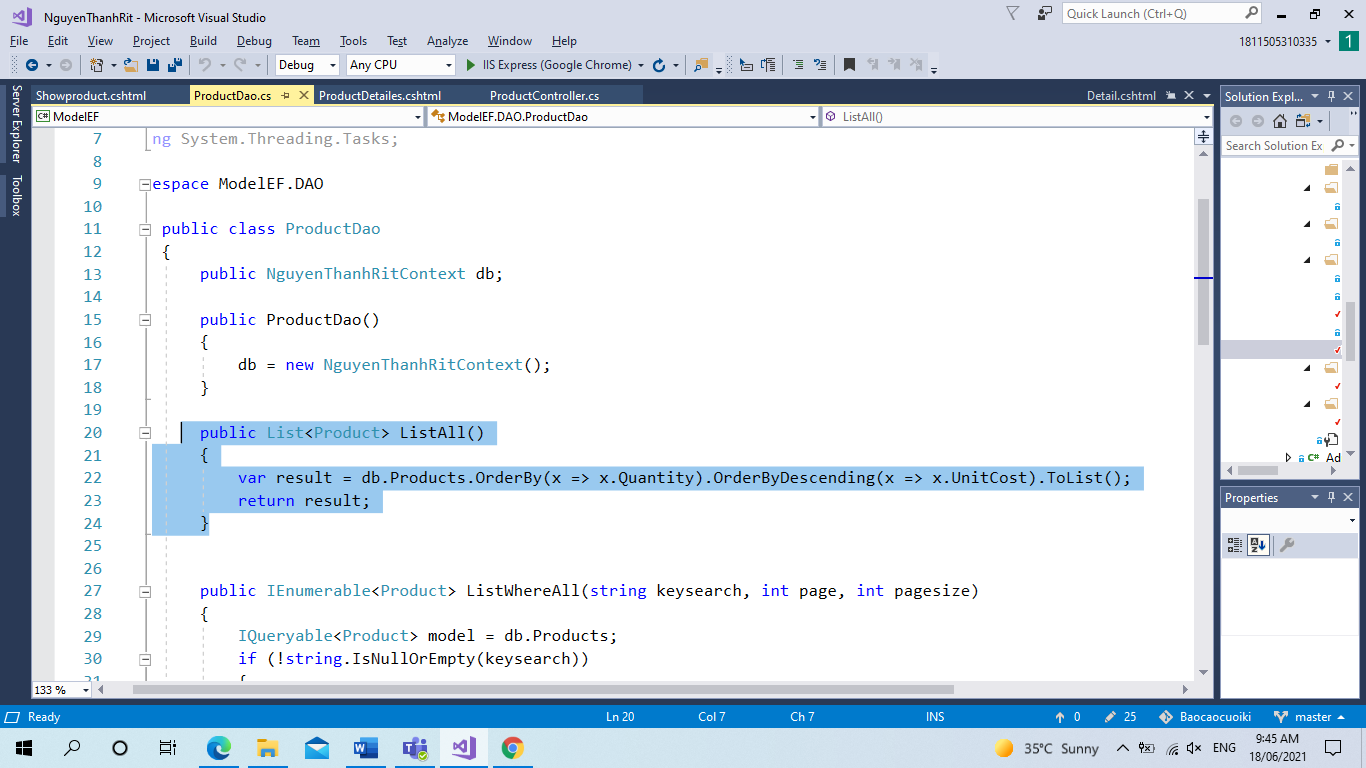 NguyenThanhRit - Microsoft Visual Studio
Quick Launch (Ctrl+Q)
File Edit View Project Build Debug Team Tools Test Analyze Window Help
1811505310335 1
Debug Any CPU IIS Express (Google Chrome)
Server Explorer
Toolbox
Showproduct.cshtml ProductDao.cs ProductDetailes.cshtml ProductController.cs Detail.cshtml
C# ModelEF ModelEF.DAO.ProductDao ListAll()
7 ng System.Threading.Tasks;
8
9 espace ModelEF.DAO
10
11 public class ProductDao
12 {
13 public NguyenThanhRitContext db;
14
15 public ProductDao()
16 {
17 db = new NguyenThanhRitContext();
18 }
19
20 public List<Product> ListAll()
21 {
22 var result = db.Products.OrderBy(x => x.Quantity).OrderByDescending(x => x.UnitCost).ToList();
23 return result;
24 }
25
26
27 public IEnumerable<Product> ListWhereAll(string keysearch, int page, int pagesize)
28 {
29 IQueryable<Product> model = db.Products;
30 if (!string.IsNullOrEmpty(keysearch))
31 {
133 %
Solution Expl...
Search Solution Ex
C# Ad
Properties
Ready Ln 20 Col 7 Ch 7 INS 0 25 Baocaocuoiki master
35°C Sunny ENG
9:45 AM
18/06/2021